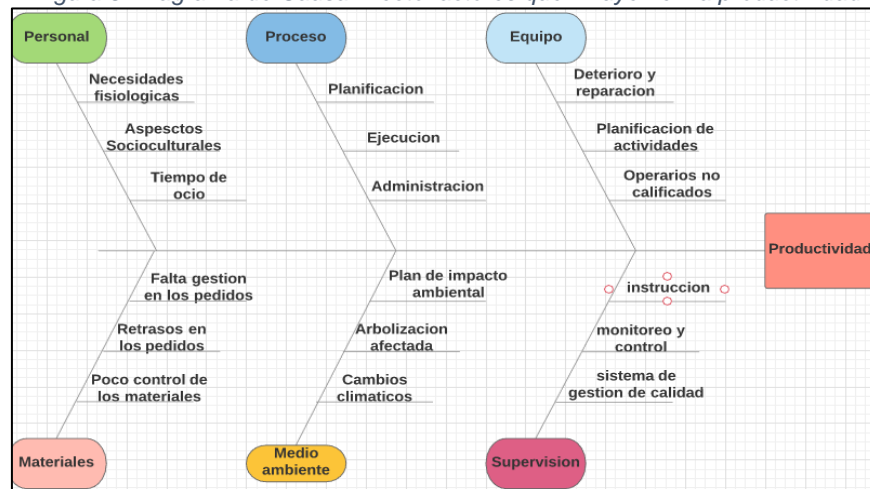 Personal
Proceso
Equipo
Necesidades
fisiologicas
Aspesctos
Socioculturales
Tiempo de
ocio
Planificacion
Ejecucion
Administracion
Deterioro y
reparacion
Planificacion de
actividades
Operarios no
calificados
Productividad
Falta gestion
en los pedidos
Retrasos en
los pedidos
Poco control de
los materiales
Plan de impacto
ambiental
Arbolizacion
afectada
Cambios
climaticos
instruccion
monitoreo y
control
sistema de
gestion de calidad
Materiales
Medio
ambiente
Supervision